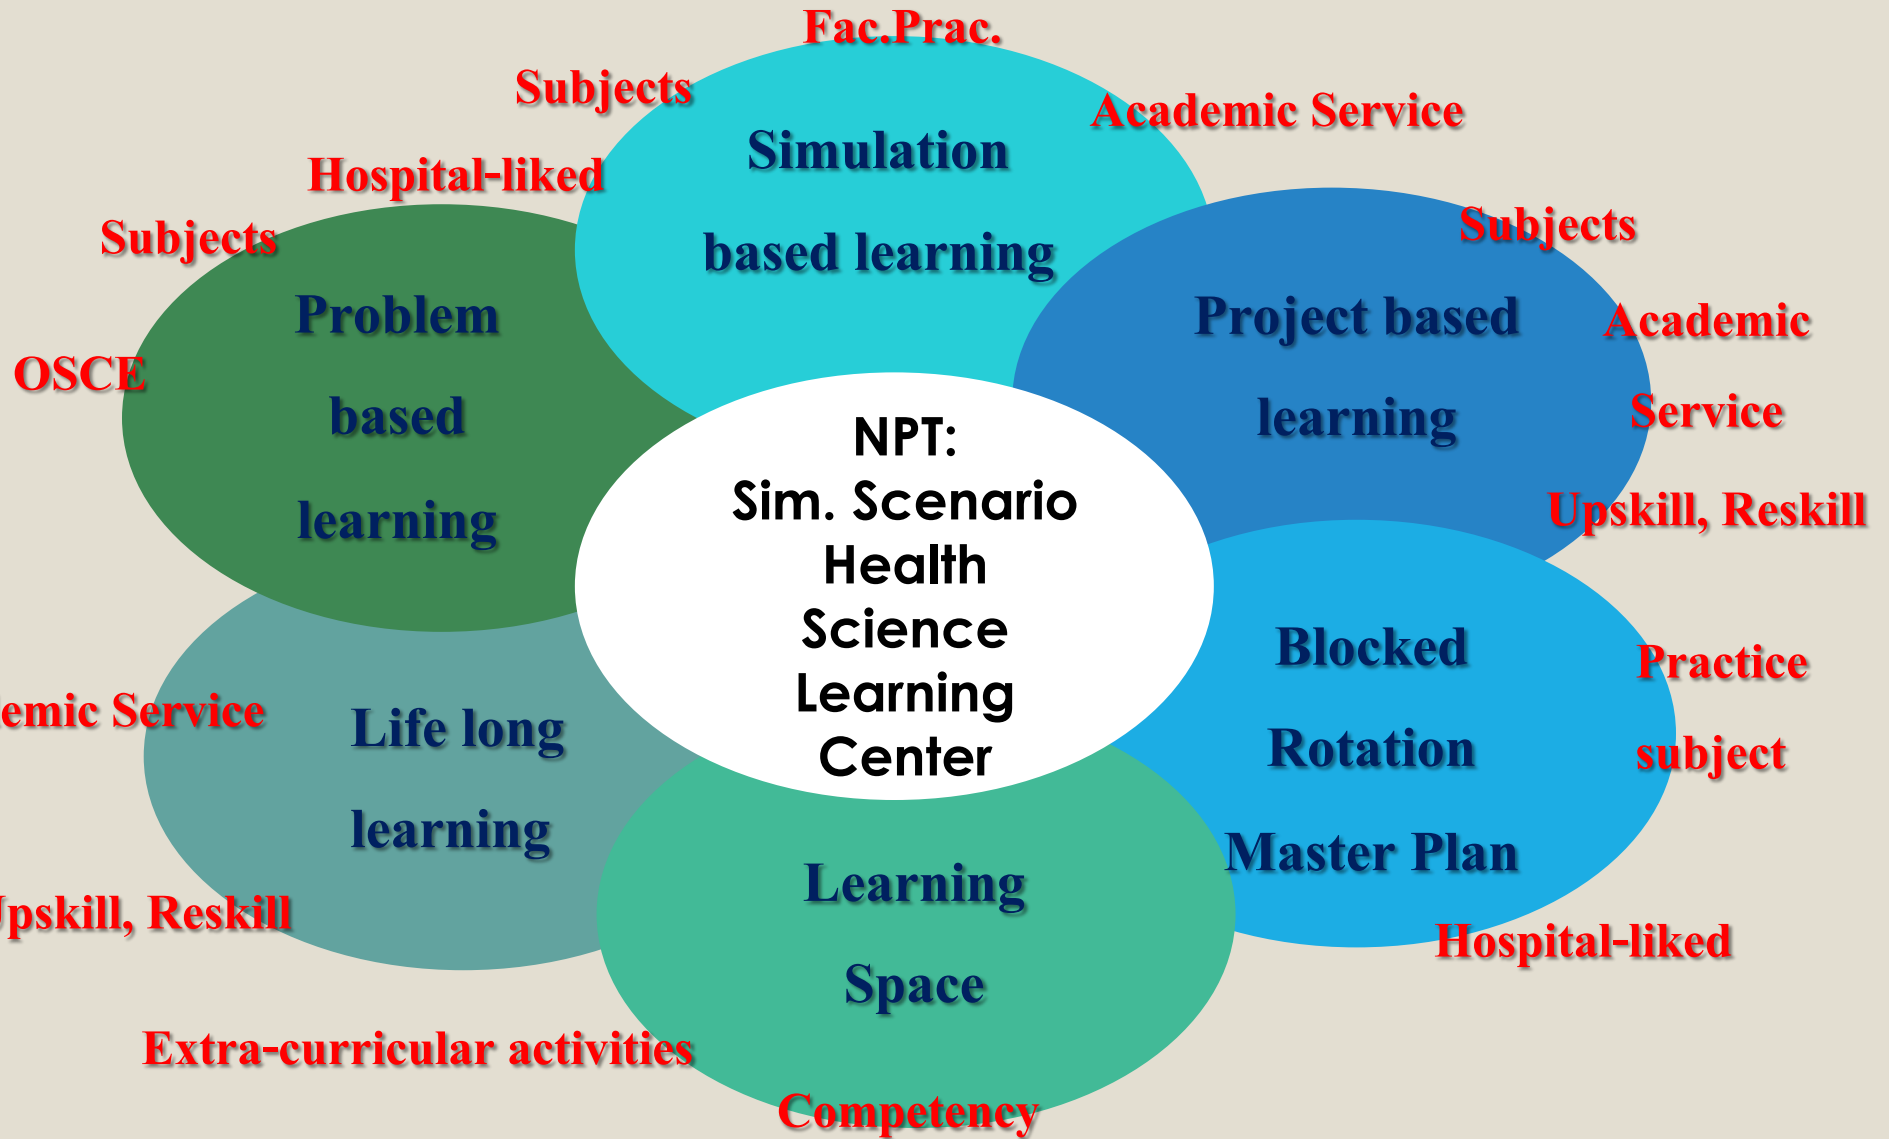 Fac.Prac.
Subjects
Academic Service
Simulation
based learning
Hospital-liked
Subjects
Problem
based
learning
OSCE
Subjects
Project based
learning
Academic
Service
Upskill, Reskill
NPT:
Sim. Scenario
Health
Science
Learning
Center
Blocked
Rotation
Master Plan
Practice
subject
Hospital-liked
Service
Life long
learning
Reskill
Learning
Space
Extra-curricular activities
Competency